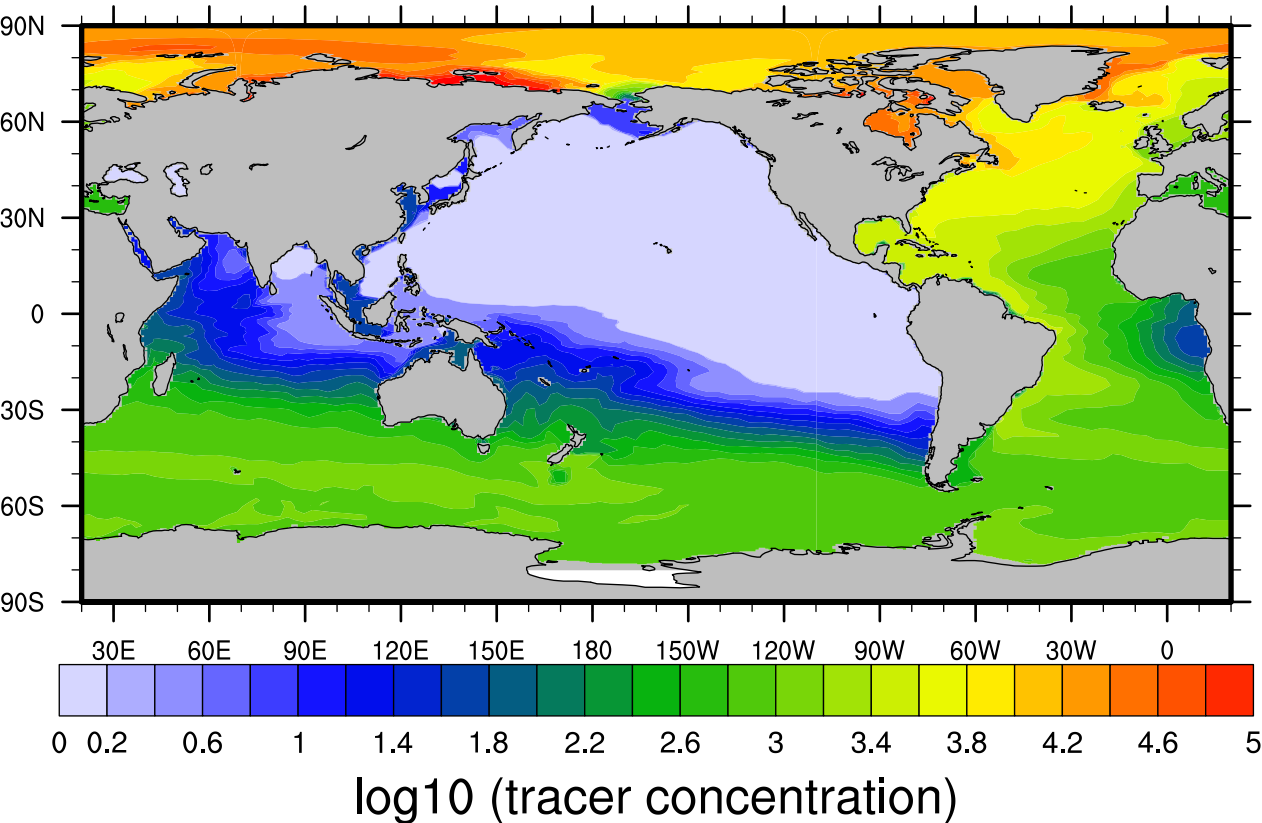 90N
60N
30N
0
30S
60S
90S
30E 60E 90E 120E 150E 180 150W 120W 90W 60W 30W 0
0 0.2 0.6 1 1.4 1.8 2.2 2.6 3 3.4 3.8 4.2 4.6 5
log10 (tracer concentration)